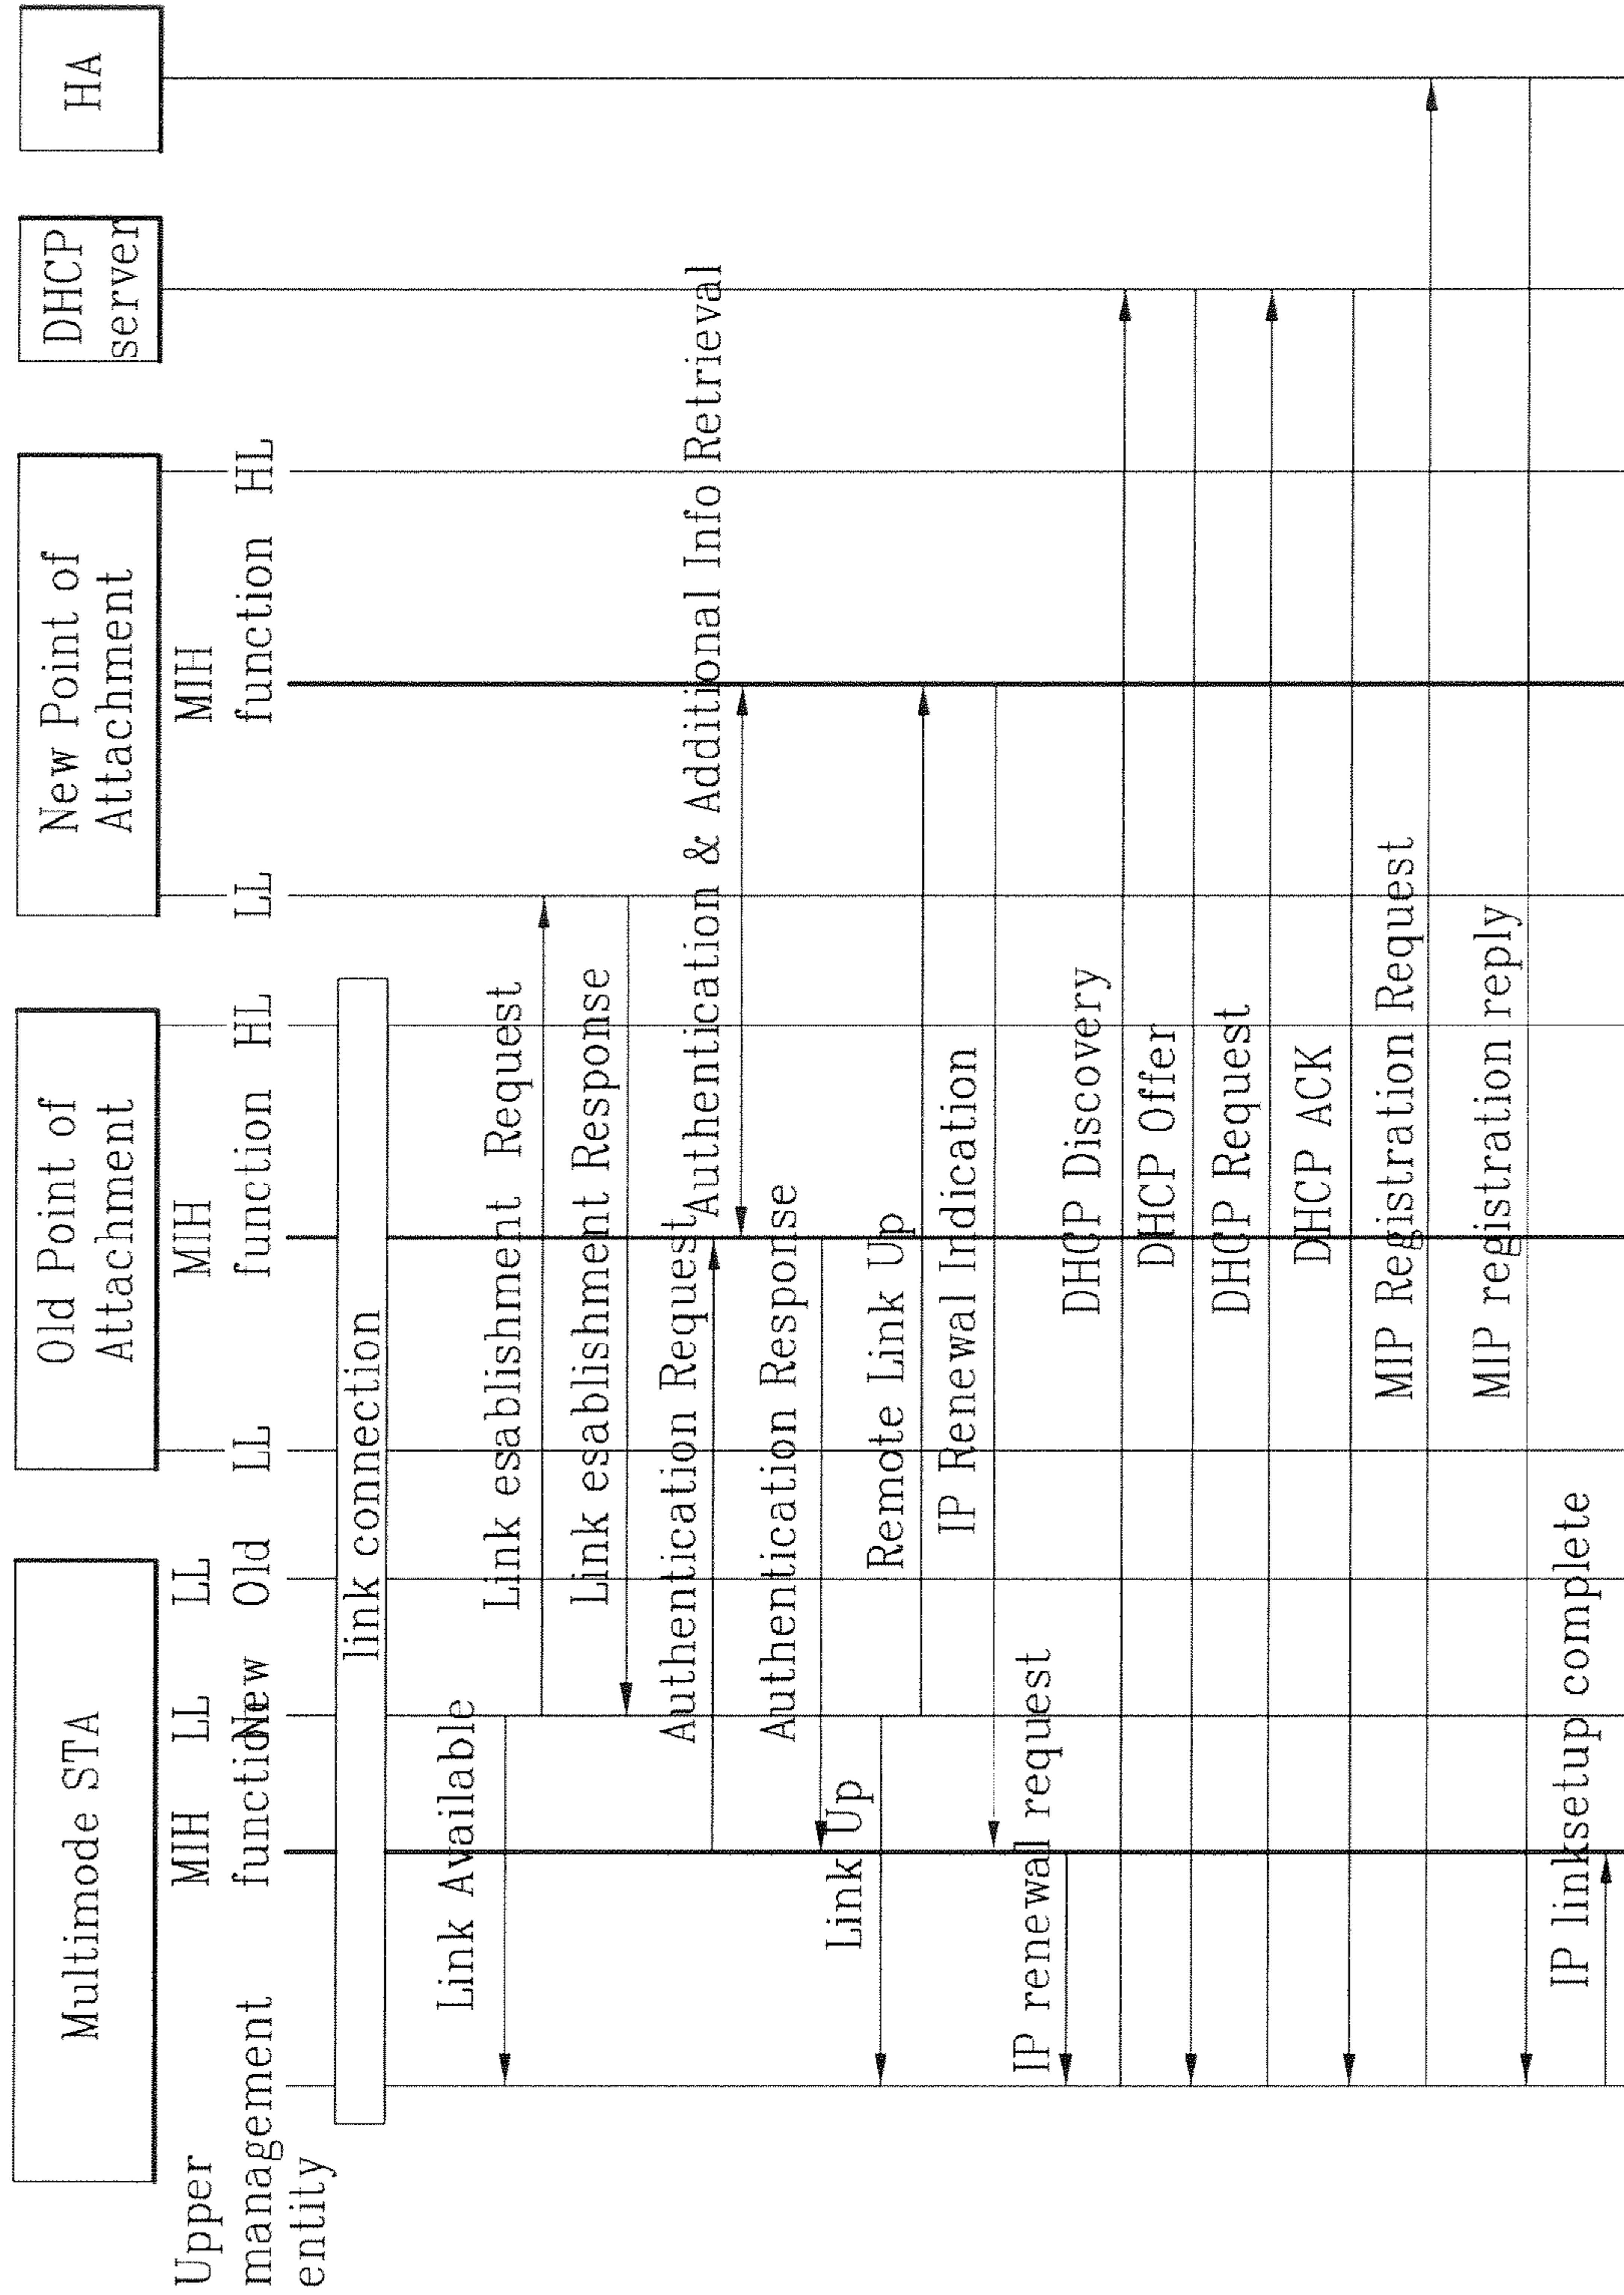 Multimode STA
Old Point of
Attachment
New Point of
Attachment
DHCP
server
HA
Upper
management
entity
MIH
function
LL
New
LL
Old
LL
MIH
function
HL
LL
MIH
function
HL
link connection
Link Available
Link esablishment Request
Link esablishment Response
Authentication Request
Authentication & Additional Info Retrieval
Authentication Response
Link Up
Remote Link Up
IP Renewal Indication
IP renewal request
DHCP Discovery
DHCP Offer
DHCP Request
DHCP ACK
MIP Registration Request
MIP registration reply
IP linksetup complete